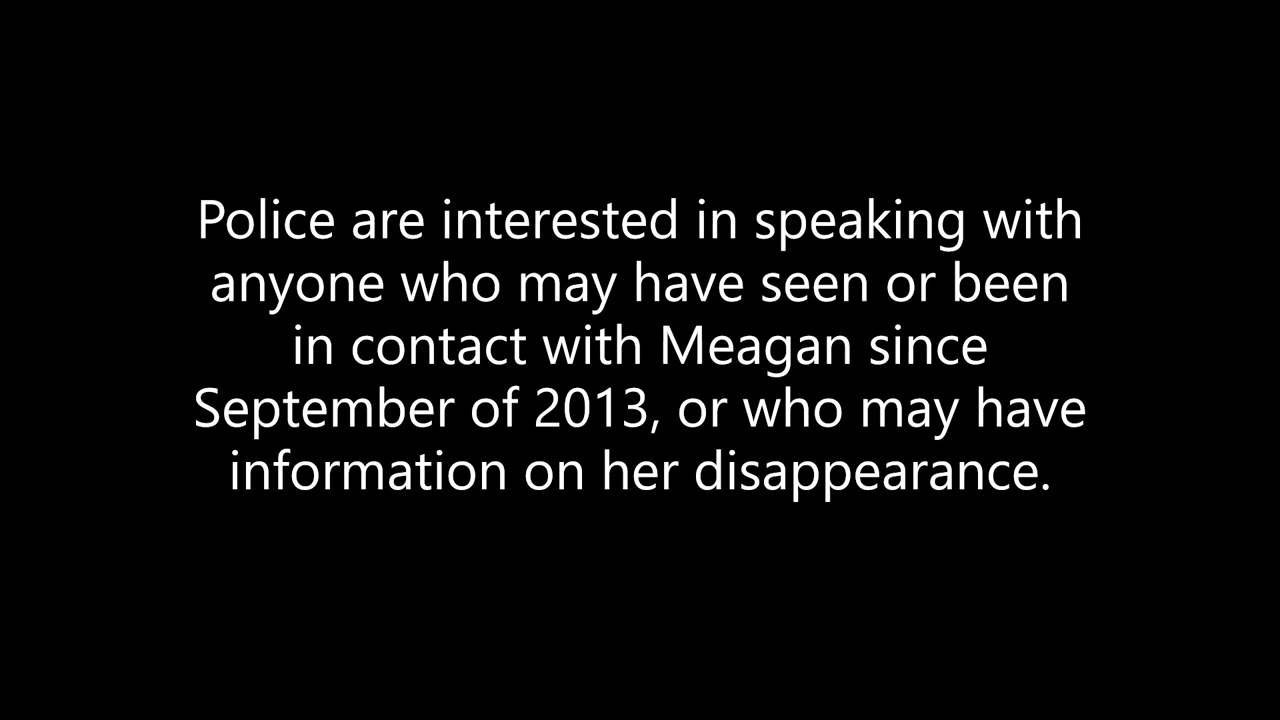 Police are interested in speaking with
anyone who may have seen or been
in contact with Meagan since
September of 2013, or who may have
information on her disappearance.